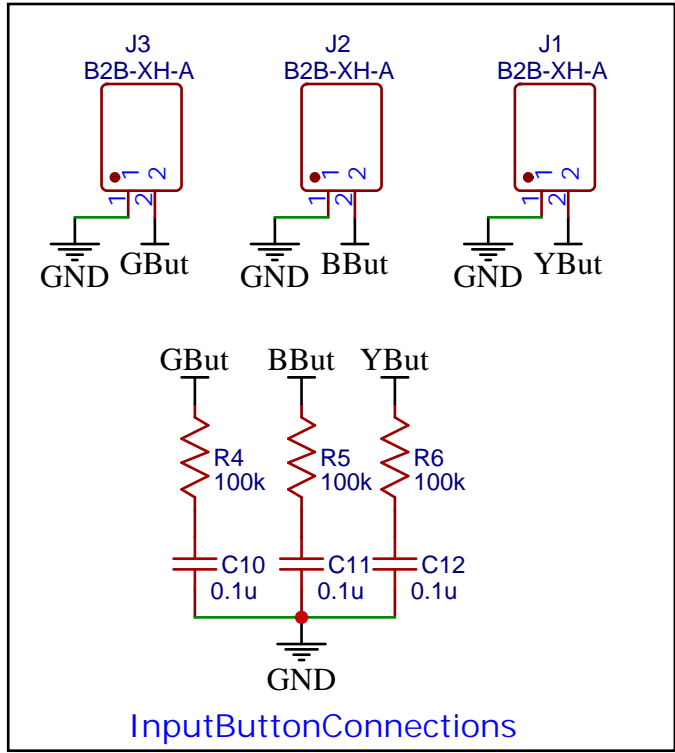 J3 J2 J1
B2B-XH-A B2B-XH-A B2B-XH-A
1 2 1 2 1 2
1 2 1 2 1 2
GND GBut GND BBut GND YBut
GBut BBut YBut
R4 R5 R6
100k 100k 100k
C10 C11 C12
0.1u 0.1u 0.1u
GND
InputButtonConnections